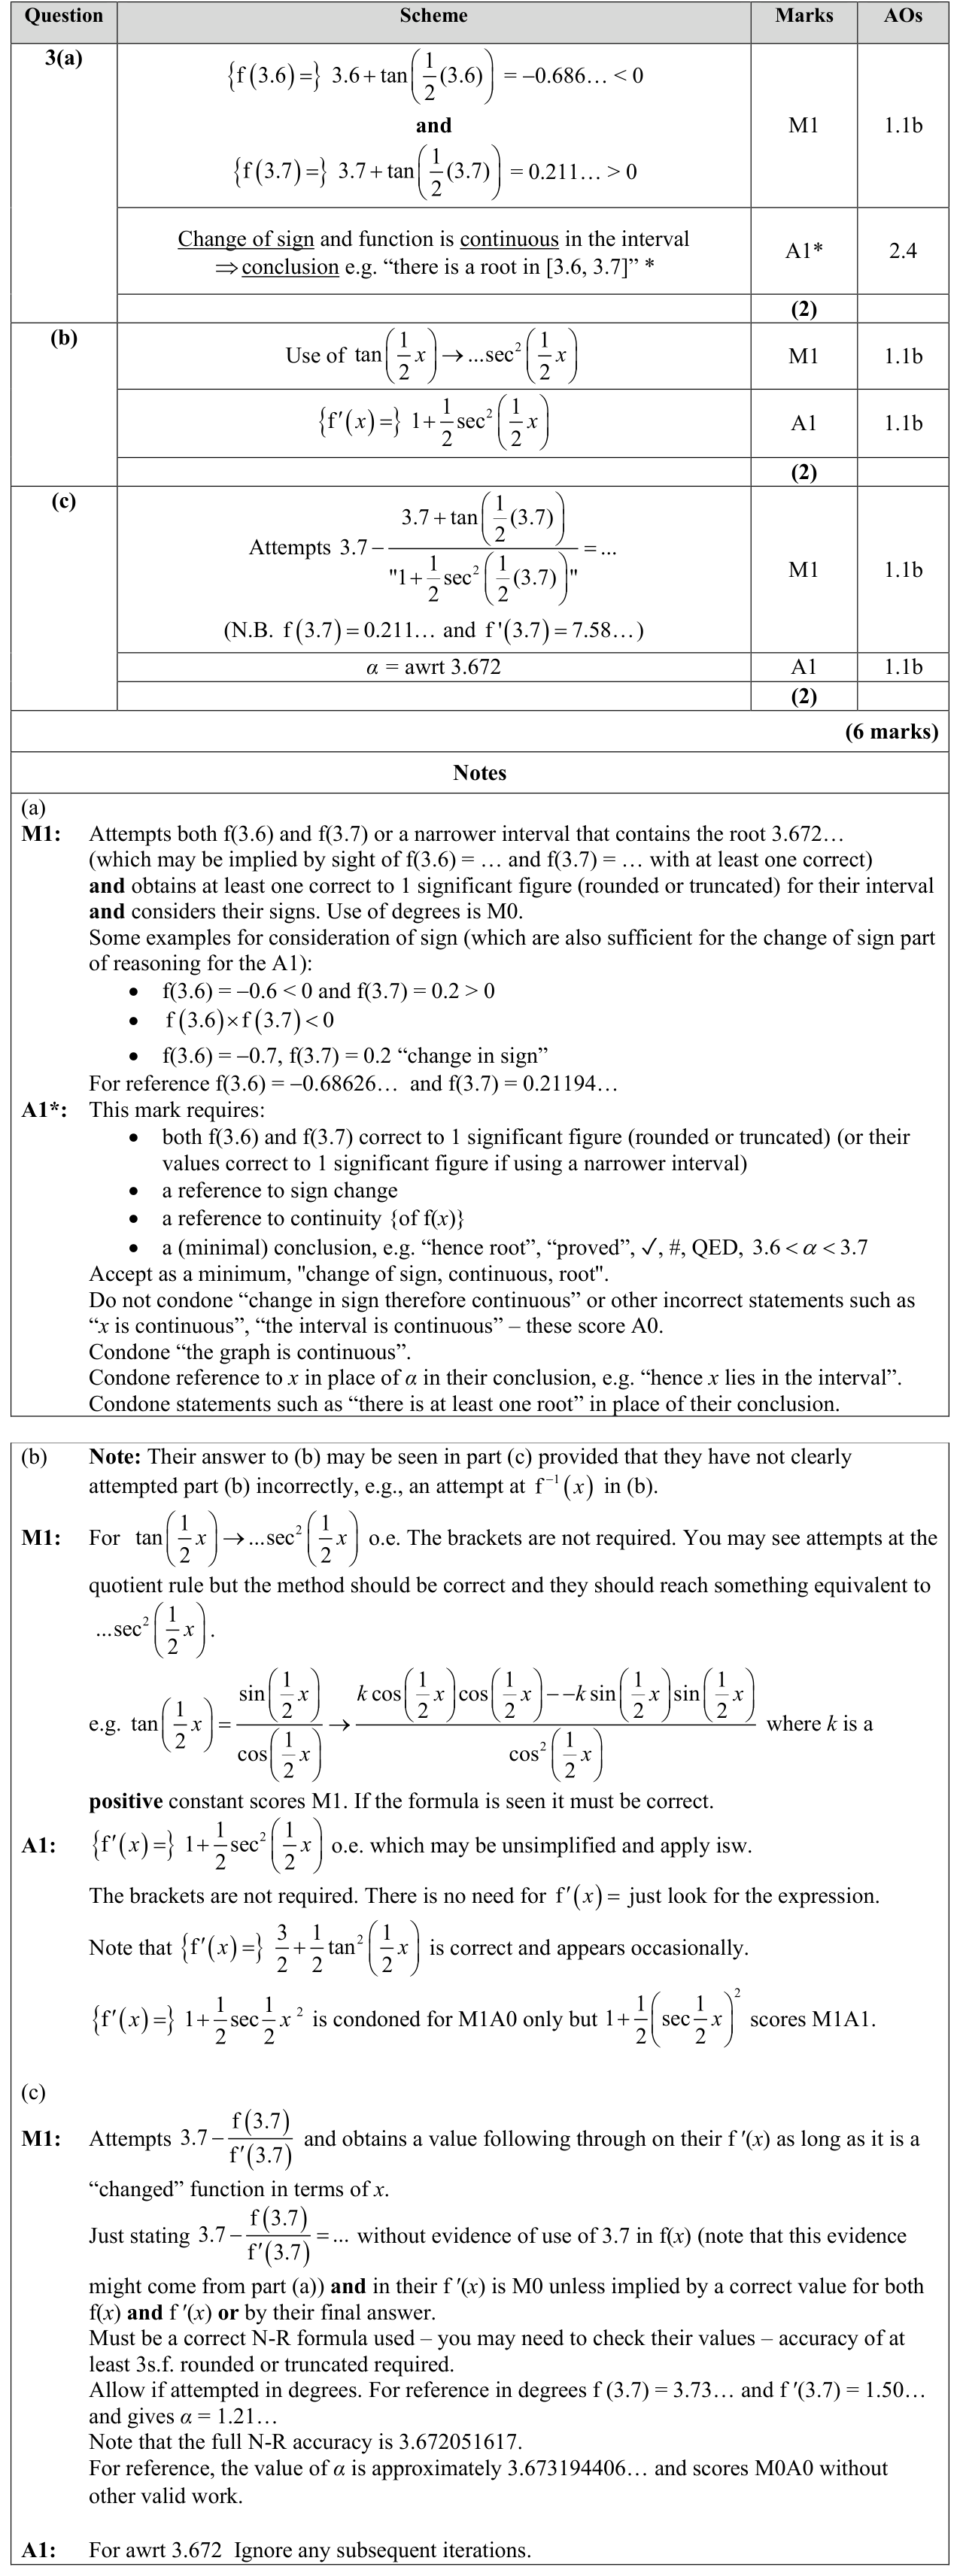 Question Scheme Marks AOs
3(a) {f(3.6)=} 3.6 + tan(1/2(3.6)) = −0.686… < 0
and
{f(3.7)=} 3.7 + tan(1/2(3.7)) = 0.211… > 0
M1 1.1b
Change of sign and function is continuous in the interval
⇒ conclusion e.g. “there is a root in [3.6, 3.7]” *
A1* 2.4
(2)
(b) Use of tan(1/2 x) → ...sec²(1/2 x) M1 1.1b
{f′(x)=} 1 + 1/2 sec²(1/2 x) A1 1.1b
(2)
(c) Attempts 3.7 − (3.7 + tan(1/2(3.7)))/("1 + 1/2 sec²(1/2(3.7))") = ...
(N.B. f(3.7) = 0.211… and f '(3.7) = 7.58…)
M1 1.1b
α = awrt 3.672 A1 1.1b
(2)
(6 marks)
Notes
(a)
M1: Attempts both f(3.6) and f(3.7) or a narrower interval that contains the root 3.672…
(which may be implied by sight of f(3.6) = … and f(3.7) = … with at least one correct)
and obtains at least one correct to 1 significant figure (rounded or truncated) for their interval
and considers their signs. Use of degrees is M0.
Some examples for consideration of sign (which are also sufficient for the change of sign part
of reasoning for the A1):
• f(3.6) = −0.6 < 0 and f(3.7) = 0.2 > 0
• f(3.6)×f(3.7) < 0
• f(3.6) = −0.7, f(3.7) = 0.2 “change in sign”
For reference f(3.6) = −0.68626… and f(3.7) = 0.21194…
A1*: This mark requires:
• both f(3.6) and f(3.7) correct to 1 significant figure (rounded or truncated) (or their
values correct to 1 significant figure if using a narrower interval)
• a reference to sign change
• a reference to continuity {of f(x)}
• a (minimal) conclusion, e.g. “hence root”, “proved”, ✓, #, QED, 3.6 < α < 3.7
Accept as a minimum, "change of sign, continuous, root".
Do not condone “change in sign therefore continuous” or other incorrect statements such as
“x is continuous”, “the interval is continuous” – these score A0.
Condone “the graph is continuous”.
Condone reference to x in place of α in their conclusion, e.g. “hence x lies in the interval”.
Condone statements such as “there is at least one root” in place of their conclusion.
(b) Note: Their answer to (b) may be seen in part (c) provided that they have not clearly
attempted part (b) incorrectly, e.g., an attempt at f⁻¹(x) in (b).
M1: For tan(1/2 x) → ...sec²(1/2 x) o.e. The brackets are not required. You may see attempts at the
quotient rule but the method should be correct and they should reach something equivalent to
...sec²(1/2 x).
e.g. tan(1/2 x) = sin(1/2 x)/cos(1/2 x) → (k cos(1/2 x)cos(1/2 x) − −k sin(1/2 x)sin(1/2 x))/cos²(1/2 x) where k is a
positive constant scores M1. If the formula is seen it must be correct.
A1: {f′(x)=} 1 + 1/2 sec²(1/2 x) o.e. which may be unsimplified and apply isw.
The brackets are not required. There is no need for f′(x) = just look for the expression.
Note that {f′(x)=} 3/2 + 1/2 tan²(1/2 x) is correct and appears occasionally.
{f′(x)=} 1 + 1/2 sec 1/2 x ² is condoned for M1A0 only but 1 + 1/2(sec 1/2 x)² scores M1A1.
(c)
M1: Attempts 3.7 − f(3.7)/f′(3.7) and obtains a value following through on their f ′(x) as long as it is a
“changed” function in terms of x.
Just stating 3.7 − f(3.7)/f′(3.7) = ... without evidence of use of 3.7 in f(x) (note that this evidence
might come from part (a)) and in their f ′(x) is M0 unless implied by a correct value for both
f(x) and f ′(x) or by their final answer.
Must be a correct N-R formula used – you may need to check their values – accuracy of at
least 3s.f. rounded or truncated required.
Allow if attempted in degrees. For reference in degrees f (3.7) = 3.73… and f ′(3.7) = 1.50…
and gives α = 1.21…
Note that the full N-R accuracy is 3.672051617.
For reference, the value of α is approximately 3.673194406… and scores M0A0 without
other valid work.
A1: For awrt 3.672 Ignore any subsequent iterations.